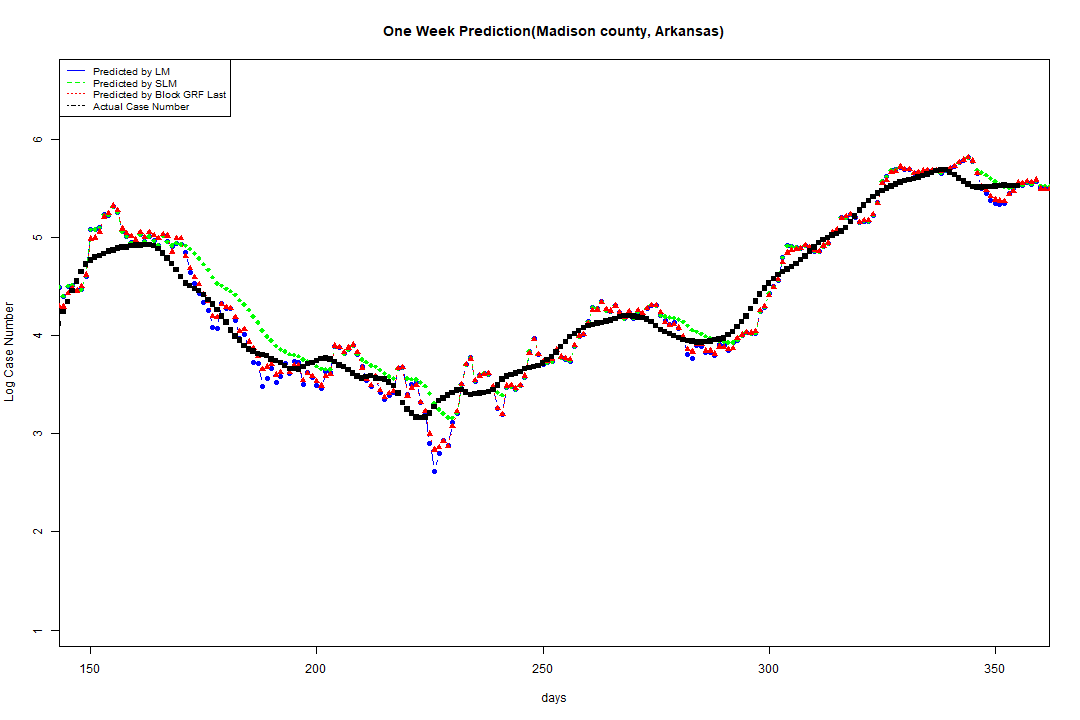 One Week Prediction(Madison county, Arkansas)
Predicted by LM
Predicted by SLM
Predicted by Block GRF Last
Actual Case Number
6
5
4
3
2
1
Log Case Number
150 200 250 300 350
days